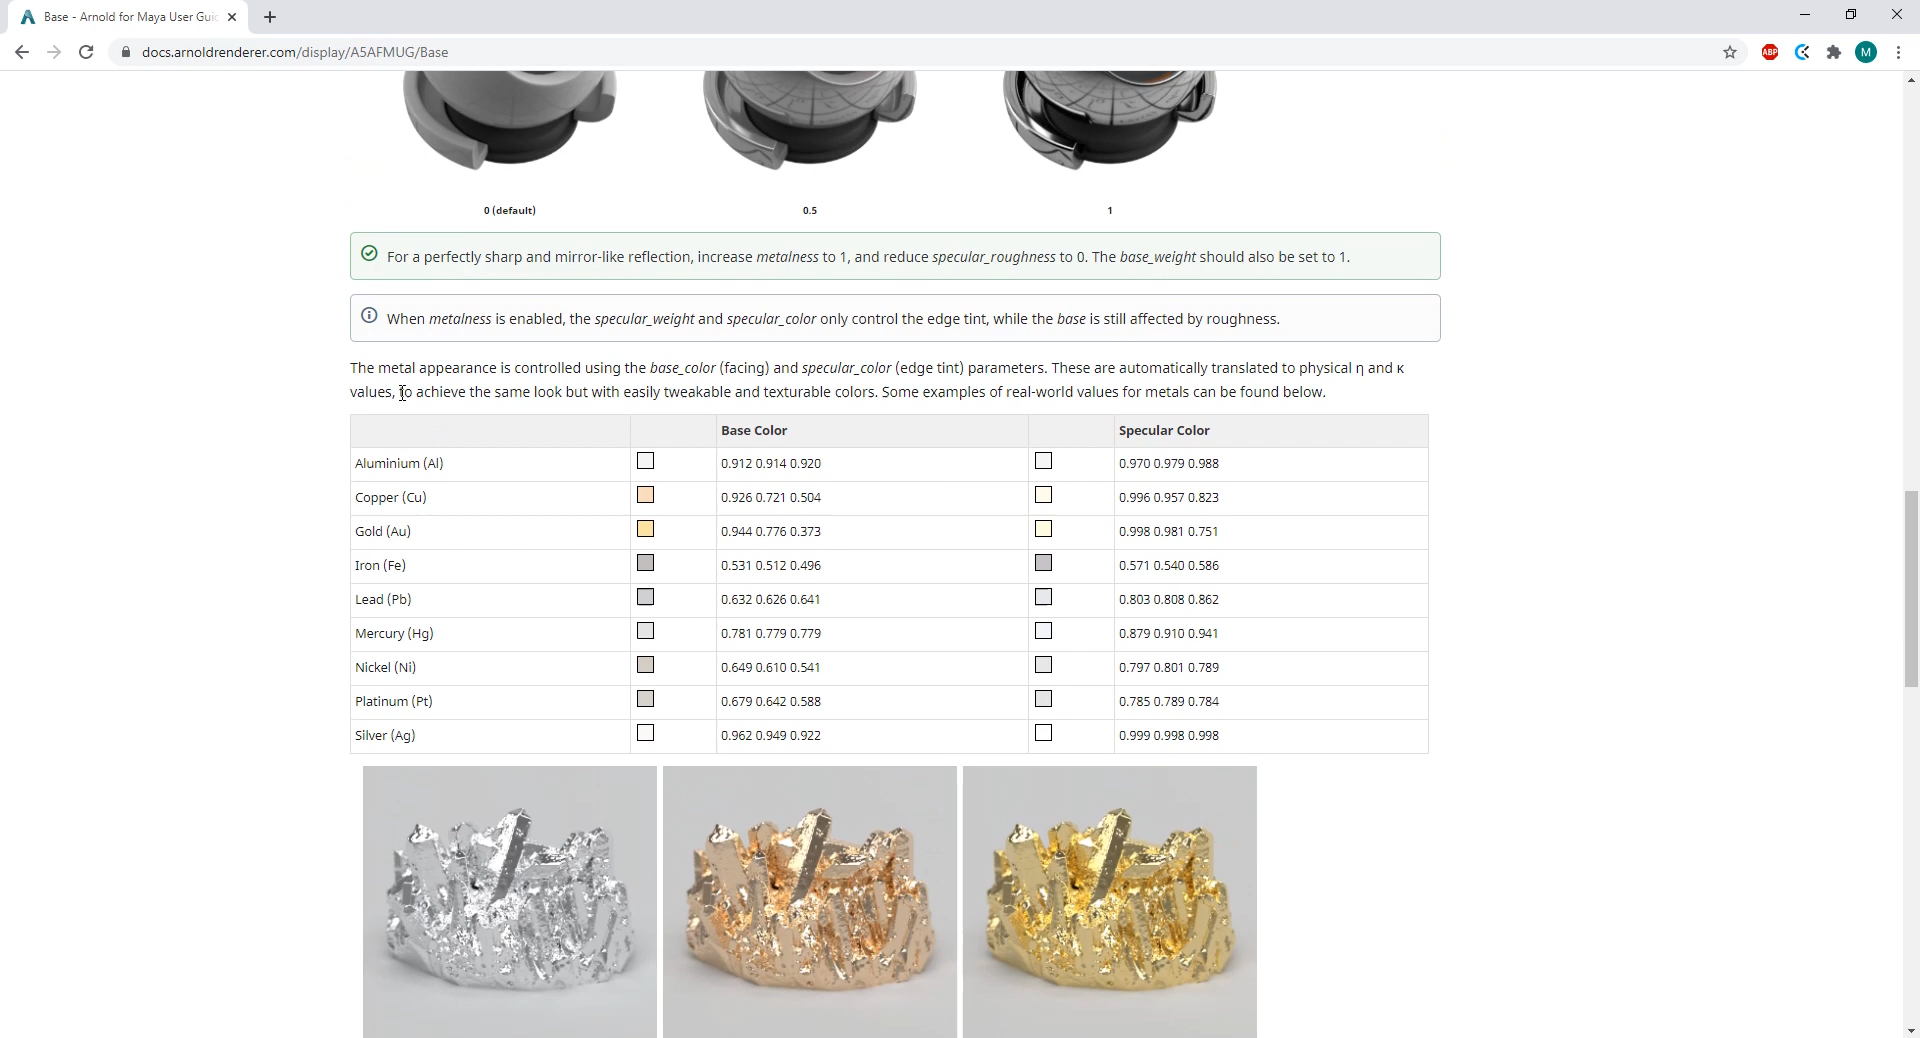 Base - Arnold for Maya User Gui
docs.arnoldrenderer.com/display/A5AFMUG/Base
ABP
M
0 (default) 0.5 1
For a perfectly sharp and mirror-like reflection, increase metalness to 1, and reduce specular_roughness to 0. The base_weight should also be set to 1.
When metalness is enabled, the specular_weight and specular_color only control the edge tint, while the base is still affected by roughness.
The metal appearance is controlled using the base_color (facing) and specular_color (edge tint) parameters. These are automatically translated to physical η and κ
values, to achieve the same look but with easily tweakable and texturable colors. Some examples of real-world values for metals can be found below.
Base Color Specular Color
Aluminium (Al) 0.912 0.914 0.920 0.970 0.979 0.988
Copper (Cu) 0.926 0.721 0.504 0.996 0.957 0.823
Gold (Au) 0.944 0.776 0.373 0.998 0.981 0.751
Iron (Fe) 0.531 0.512 0.496 0.571 0.540 0.586
Lead (Pb) 0.632 0.626 0.641 0.803 0.808 0.862
Mercury (Hg) 0.781 0.779 0.779 0.879 0.910 0.941
Nickel (Ni) 0.649 0.610 0.541 0.797 0.801 0.789
Platinum (Pt) 0.679 0.642 0.588 0.785 0.789 0.784
Silver (Ag) 0.962 0.949 0.922 0.999 0.998 0.998